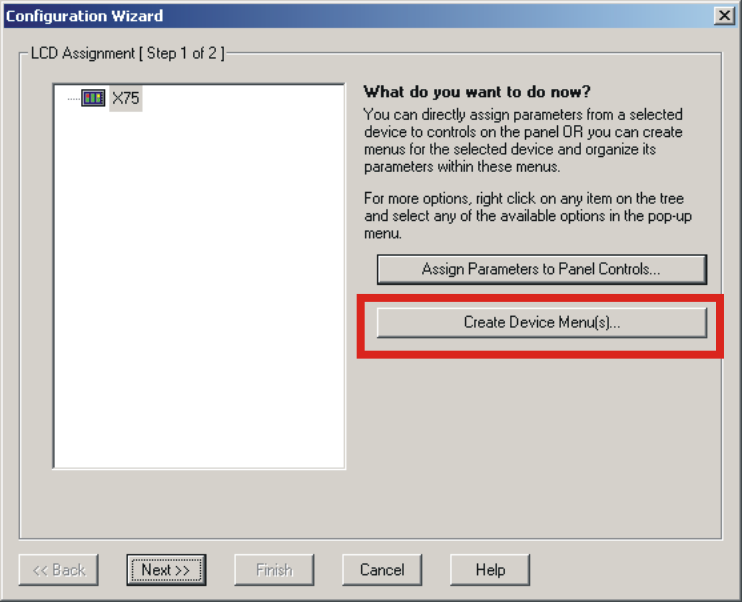 Configuration Wizard
LCD Assignment [ Step 1 of 2 ]
X75
What do you want to do now?
You can directly assign parameters from a selected
device to controls on the panel OR you can create
menus for the selected device and organize its
parameters within these menus.
For more options, right click on any item on the tree
and select any of the available options in the pop-up
menu.
Assign Parameters to Panel Controls...
Create Device Menu(s)...
<< Back
Next >>
Finish
Cancel
Help